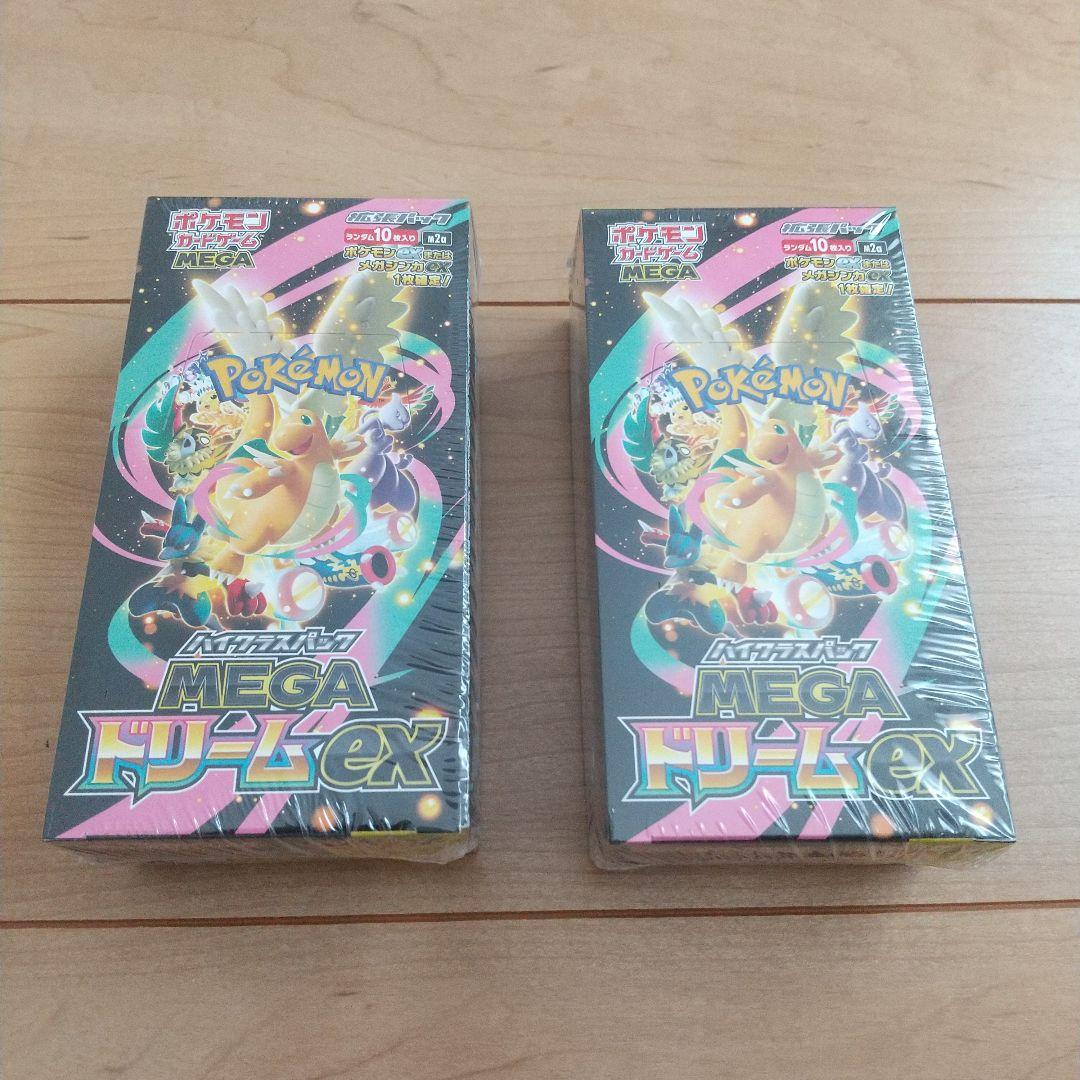 ポケモン
カードゲーム
MEGA
拡張パック
ランダム10枚入り m2a
ポケモンexまたは
メガシンカex
1枚確定!
Pokémon
ハイクラスパック
MEGA
ドリームex
ポケモン
カードゲーム
MEGA
拡張パック
ランダム10枚入り m2a
ポケモンexまたは
メガシンカex
1枚確定!
Pokémon
ハイクラスパック
MEGA
ドリームex